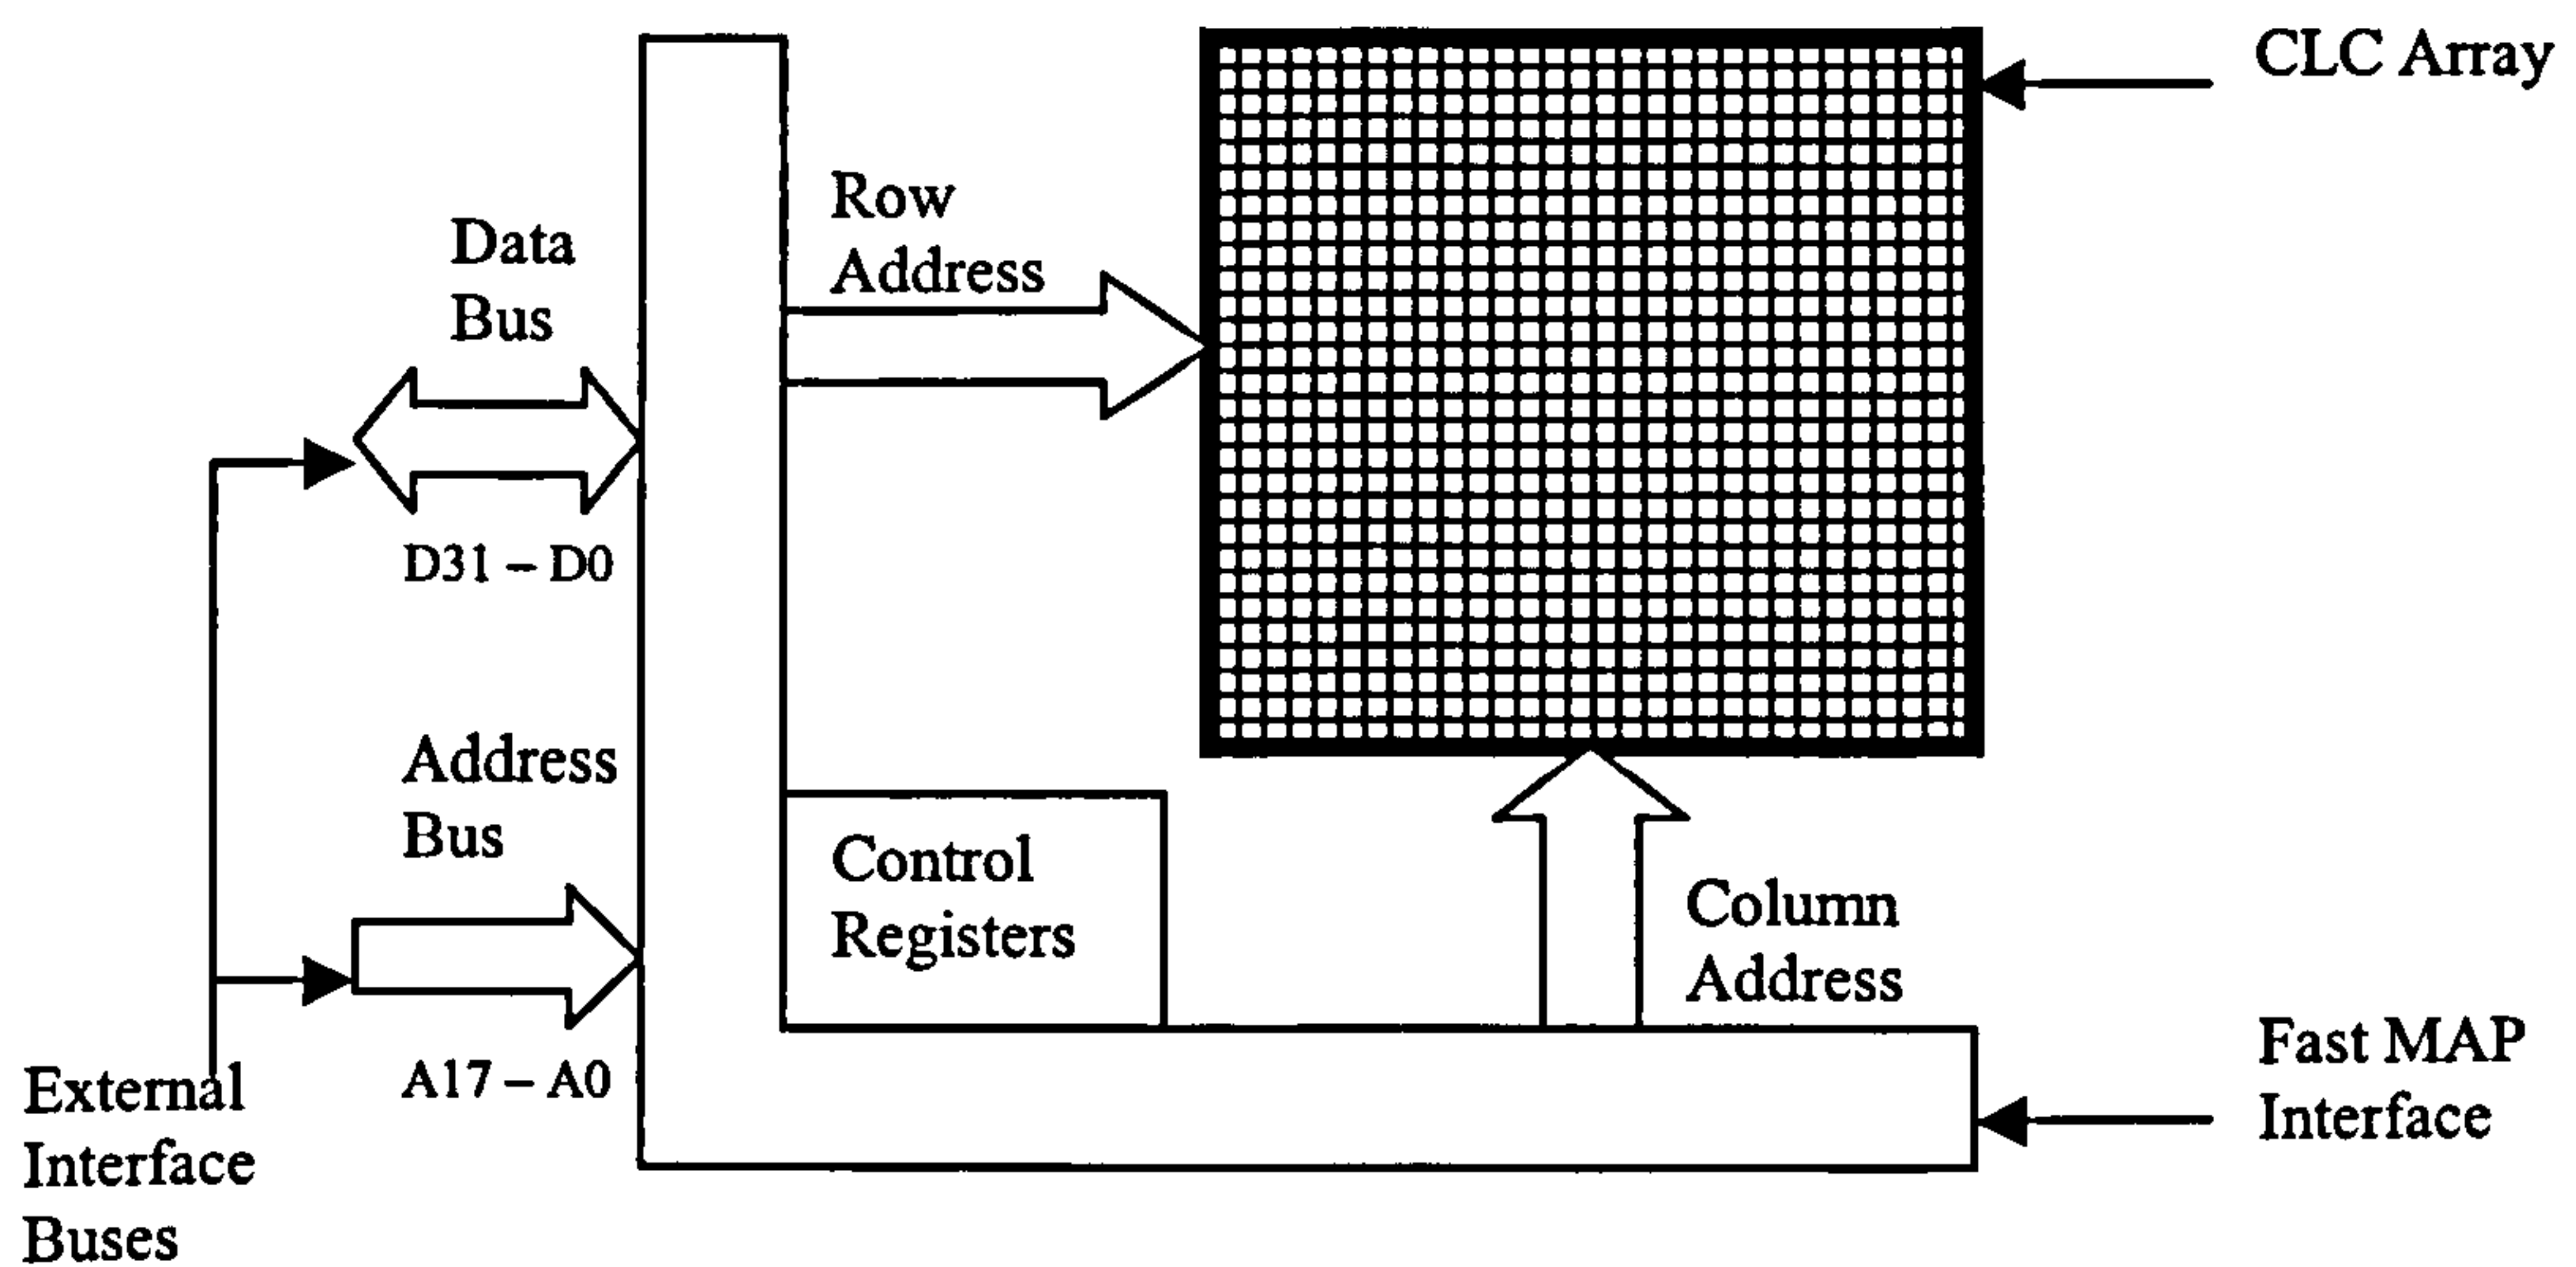 CLC Array
Row
Address
Data
Bus
D31 – D0
Address
Bus
A17 – A0
Control
Registers
Column
Address
External
Interface
Buses
Fast MAP
Interface